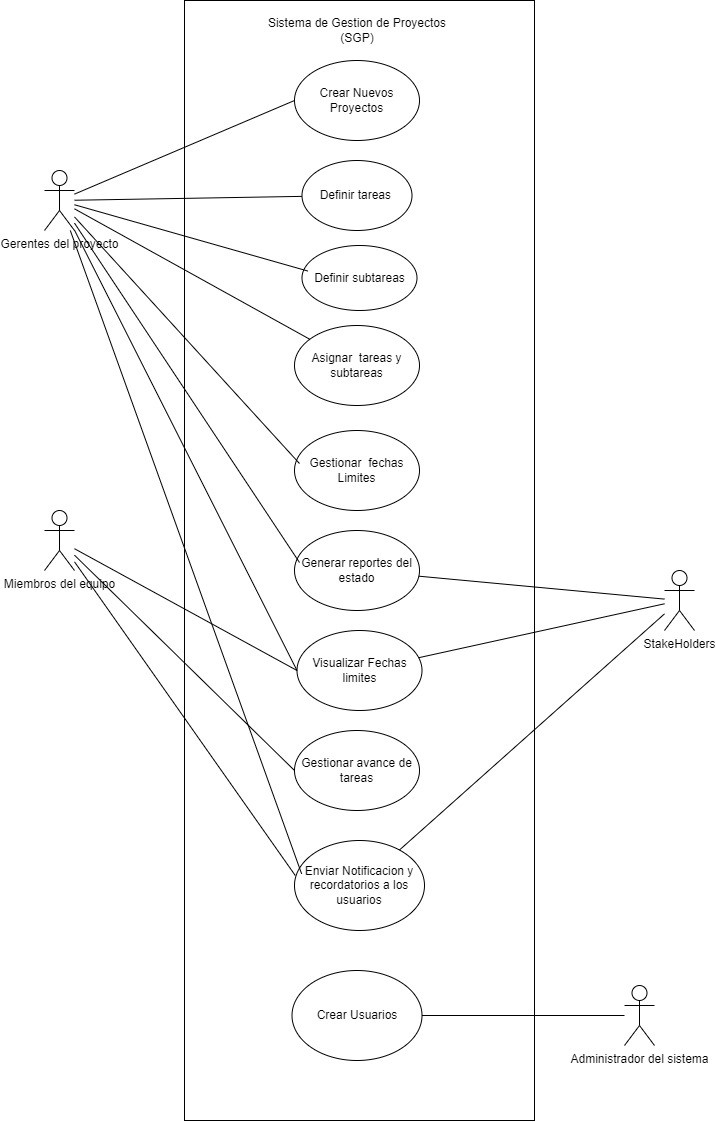 Sistema de Gestion de Proyectos
(SGP)
Crear Nuevos
Proyectos
Definir tareas
Gerentes del proyecto
Definir subtareas
Asignar tareas y
subtareas
Gestionar fechas
Limites
Generar reportes del
estado
Miembros del equipo
StakeHolders
Visualizar Fechas
limites
Gestionar avance de
tareas
Enviar Notificacion y
recordatorios a los
usuarios
Crear Usuarios
Administrador del sistema